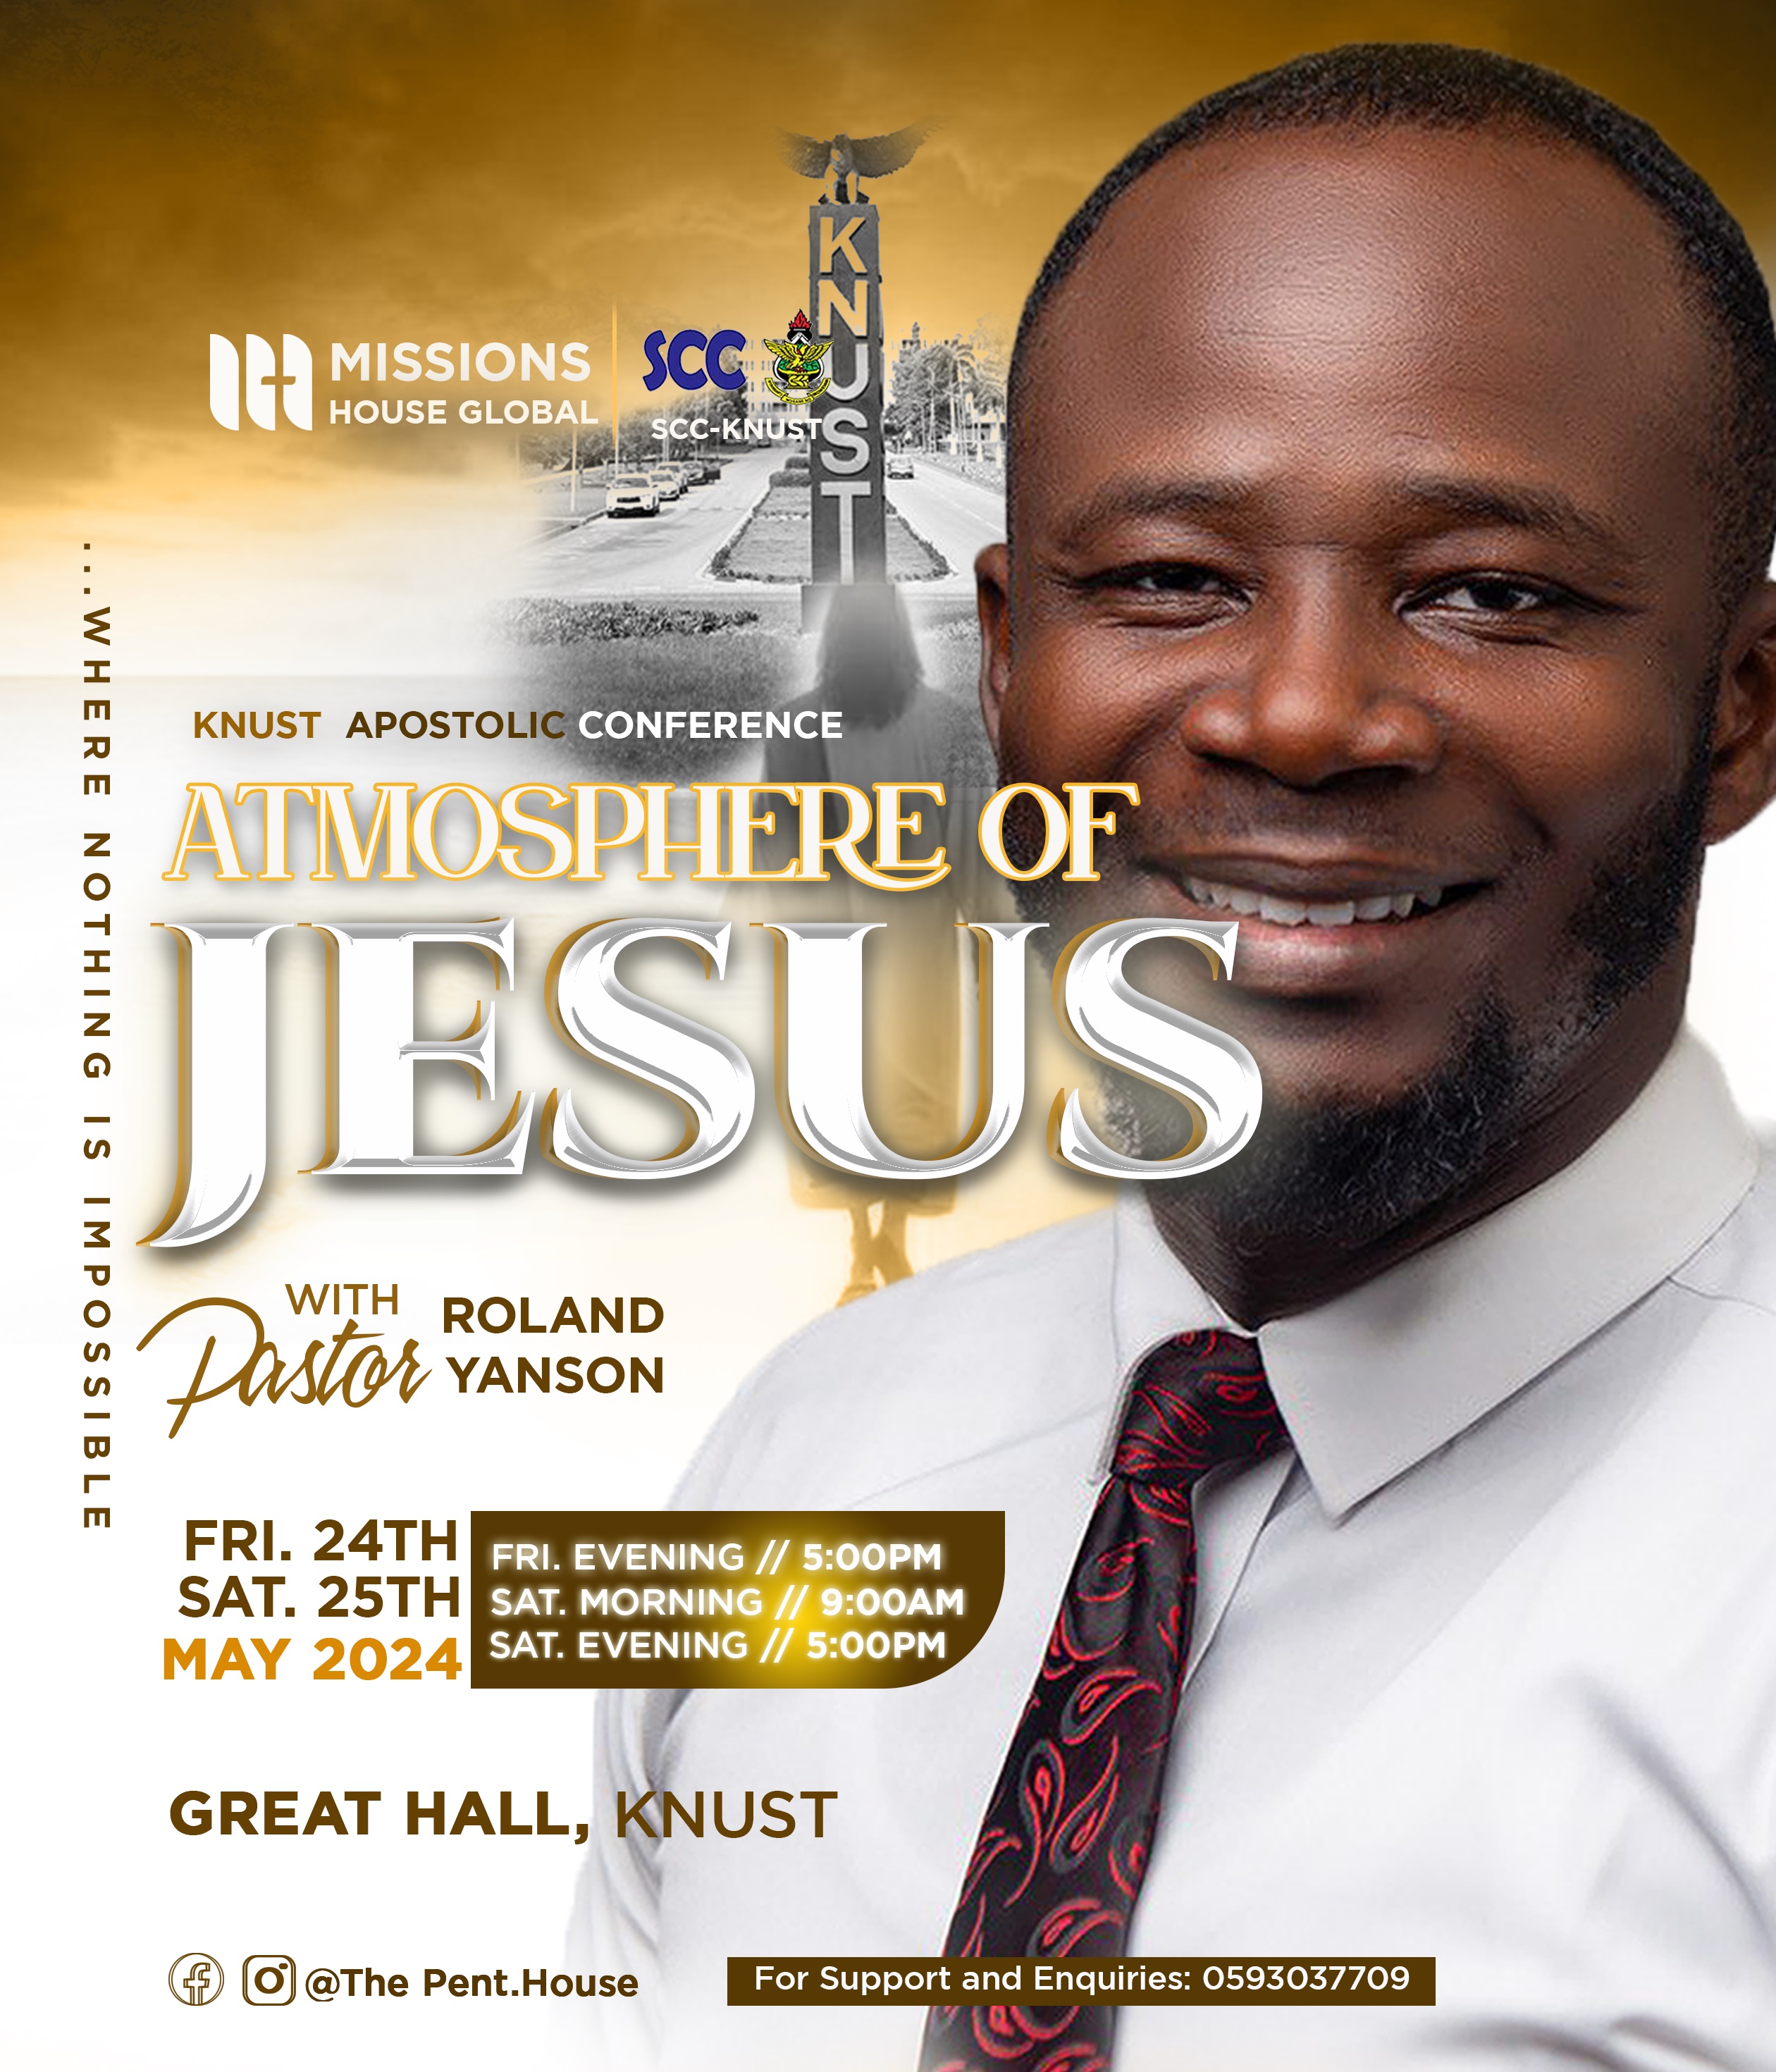 KNUST
MISSIONS
HOUSE GLOBAL
SCC
SCC-KNUST
...WHERE NOTHING IS IMPOSSIBLE
KNUST APOSTOLIC CONFERENCE
ATMOSPHERE OF
JESUS
WITH
Pastor ROLAND
YANSON
FRI. 24TH
SAT. 25TH
MAY 2024
FRI. EVENING // 5:00PM
SAT. MORNING // 9:00AM
SAT. EVENING // 5:00PM
GREAT HALL, KNUST
@The Pent.House
For Support and Enquiries: 0593037709